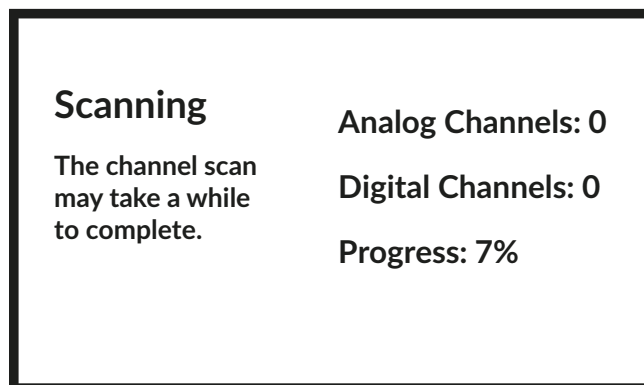 Scanning
The channel scan
may take a while
to complete.
Analog Channels: 0
Digital Channels: 0
Progress: 7%